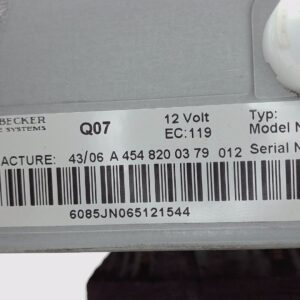 BECKER
E SYSTEMS
Q07 12 Volt Typ:
EC:119 Model N
ACTURE: 43/06 A 454 820 03 79 012 Serial N
6085JN065121544